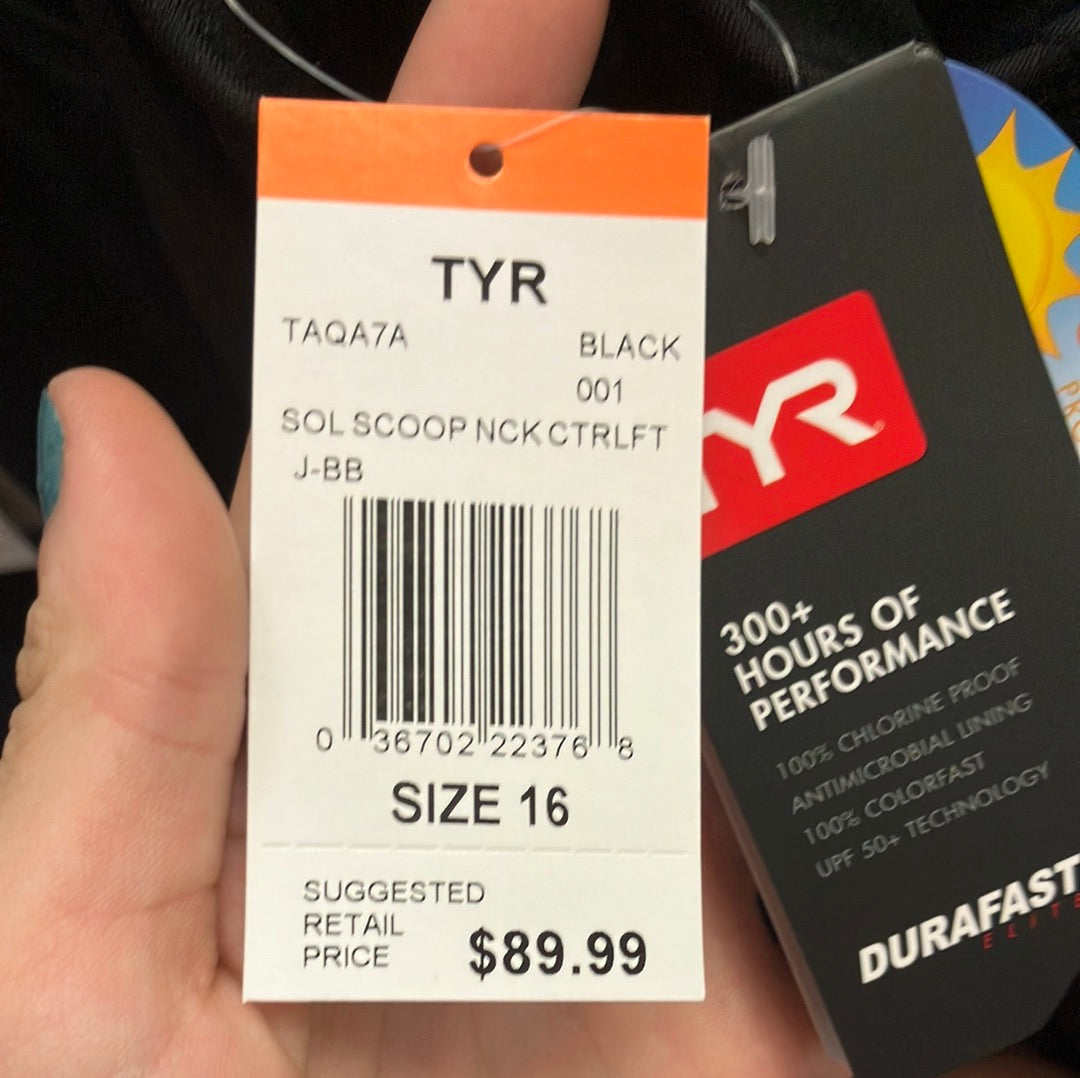 TYR
TAQA7A BLACK
001
SOL SCOOP NCK CTRLFT
J-BB
0 36702 22376 8
SIZE 16
SUGGESTED
RETAIL
PRICE $89.99
TYR
300+
HOURS OF
PERFORMANCE
100% CHLORINE PROOF
ANTIMICROBIAL LINING
100% COLORFAST
UPF 50+ TECHNOLOGY
DURAFAST
ELITE